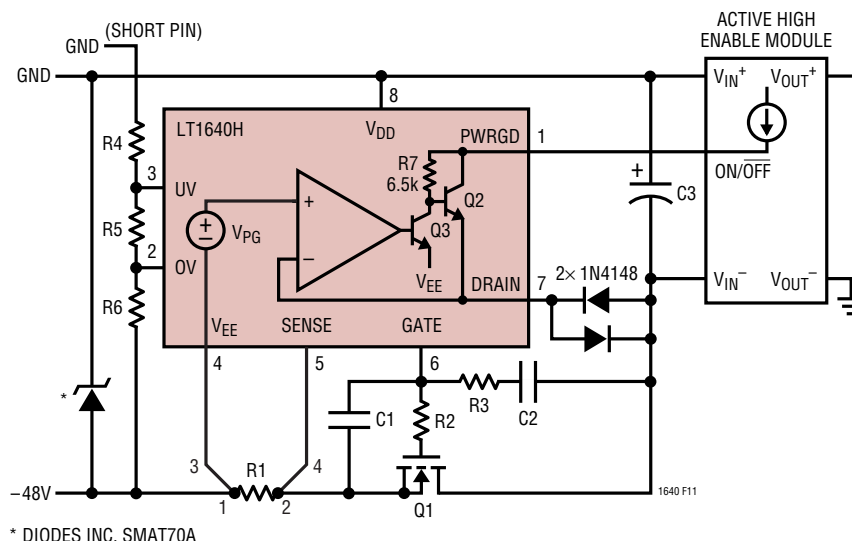 ACTIVE HIGH
ENABLE MODULE
(SHORT PIN)
GND
GND
8
VIN+
VOUT+
LT1640H
VDD
PWRGD
1
R4
R7
6.5k
ON/OFF
3
UV
+
Q2
+
C3
R5
+
−
VPG
Q3
2
OV
−
VEE
DRAIN
7
2× 1N4148
VIN−
VOUT−
R6
VEE
SENSE
GATE
4
5
6
*
C1
R2
R3
C2
3
R1
4
−48V
1
2
Q1
1640 F11
* DIODES INC. SMAT70A